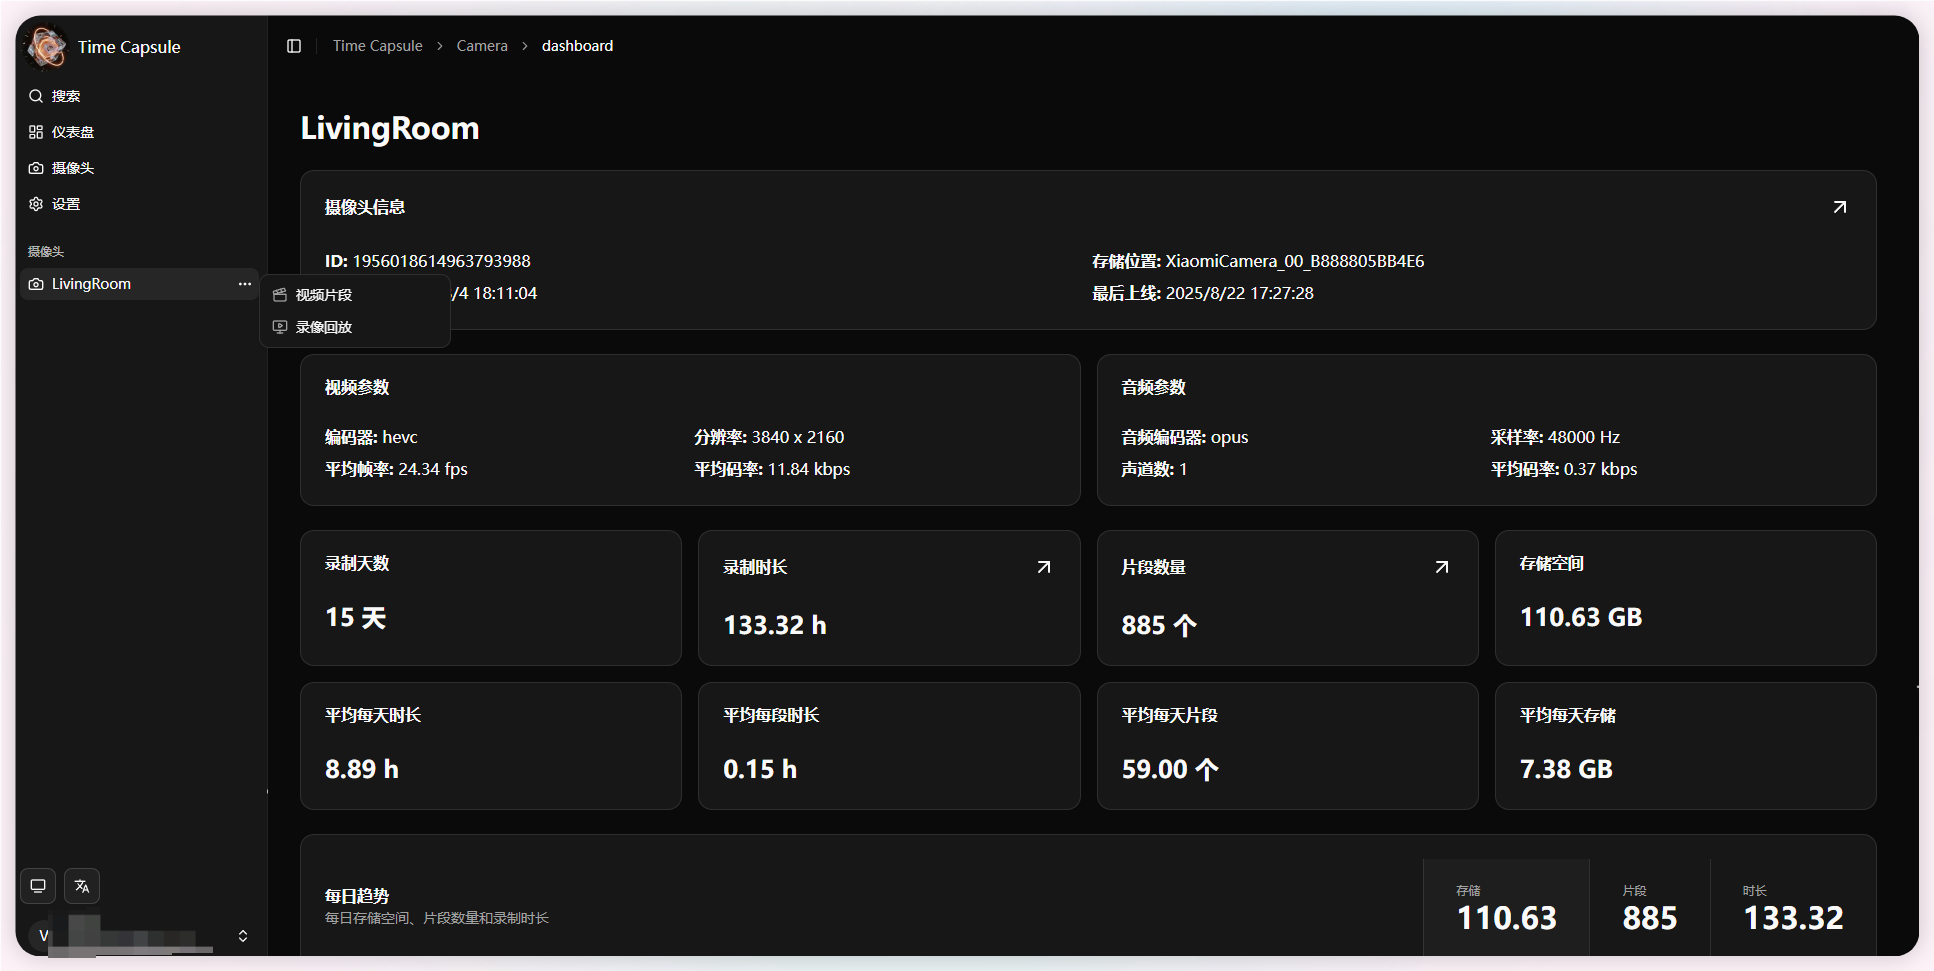 Time Capsule
搜索
仪表盘
摄像头
设置
摄像头
LivingRoom
视频片段
录像回放
V
Time Capsule > Camera > dashboard
LivingRoom
摄像头信息
ID: 1956018614963793988
存储位置: XiaomiCamera_00_B888805BB4E6
/4 18:11:04
最后上线: 2025/8/22 17:27:28
视频参数
编码器: hevc
分辨率: 3840 x 2160
平均帧率: 24.34 fps
平均码率: 11.84 kbps
音频参数
音频编码器: opus
采样率: 48000 Hz
声道数: 1
平均码率: 0.37 kbps
录制天数
15 天
录制时长
133.32 h
片段数量
885 个
存储空间
110.63 GB
平均每天时长
8.89 h
平均每段时长
0.15 h
平均每天片段
59.00 个
平均每天存储
7.38 GB
每日趋势
每日存储空间、片段数量和录制时长
存储
110.63
片段
885
时长
133.32